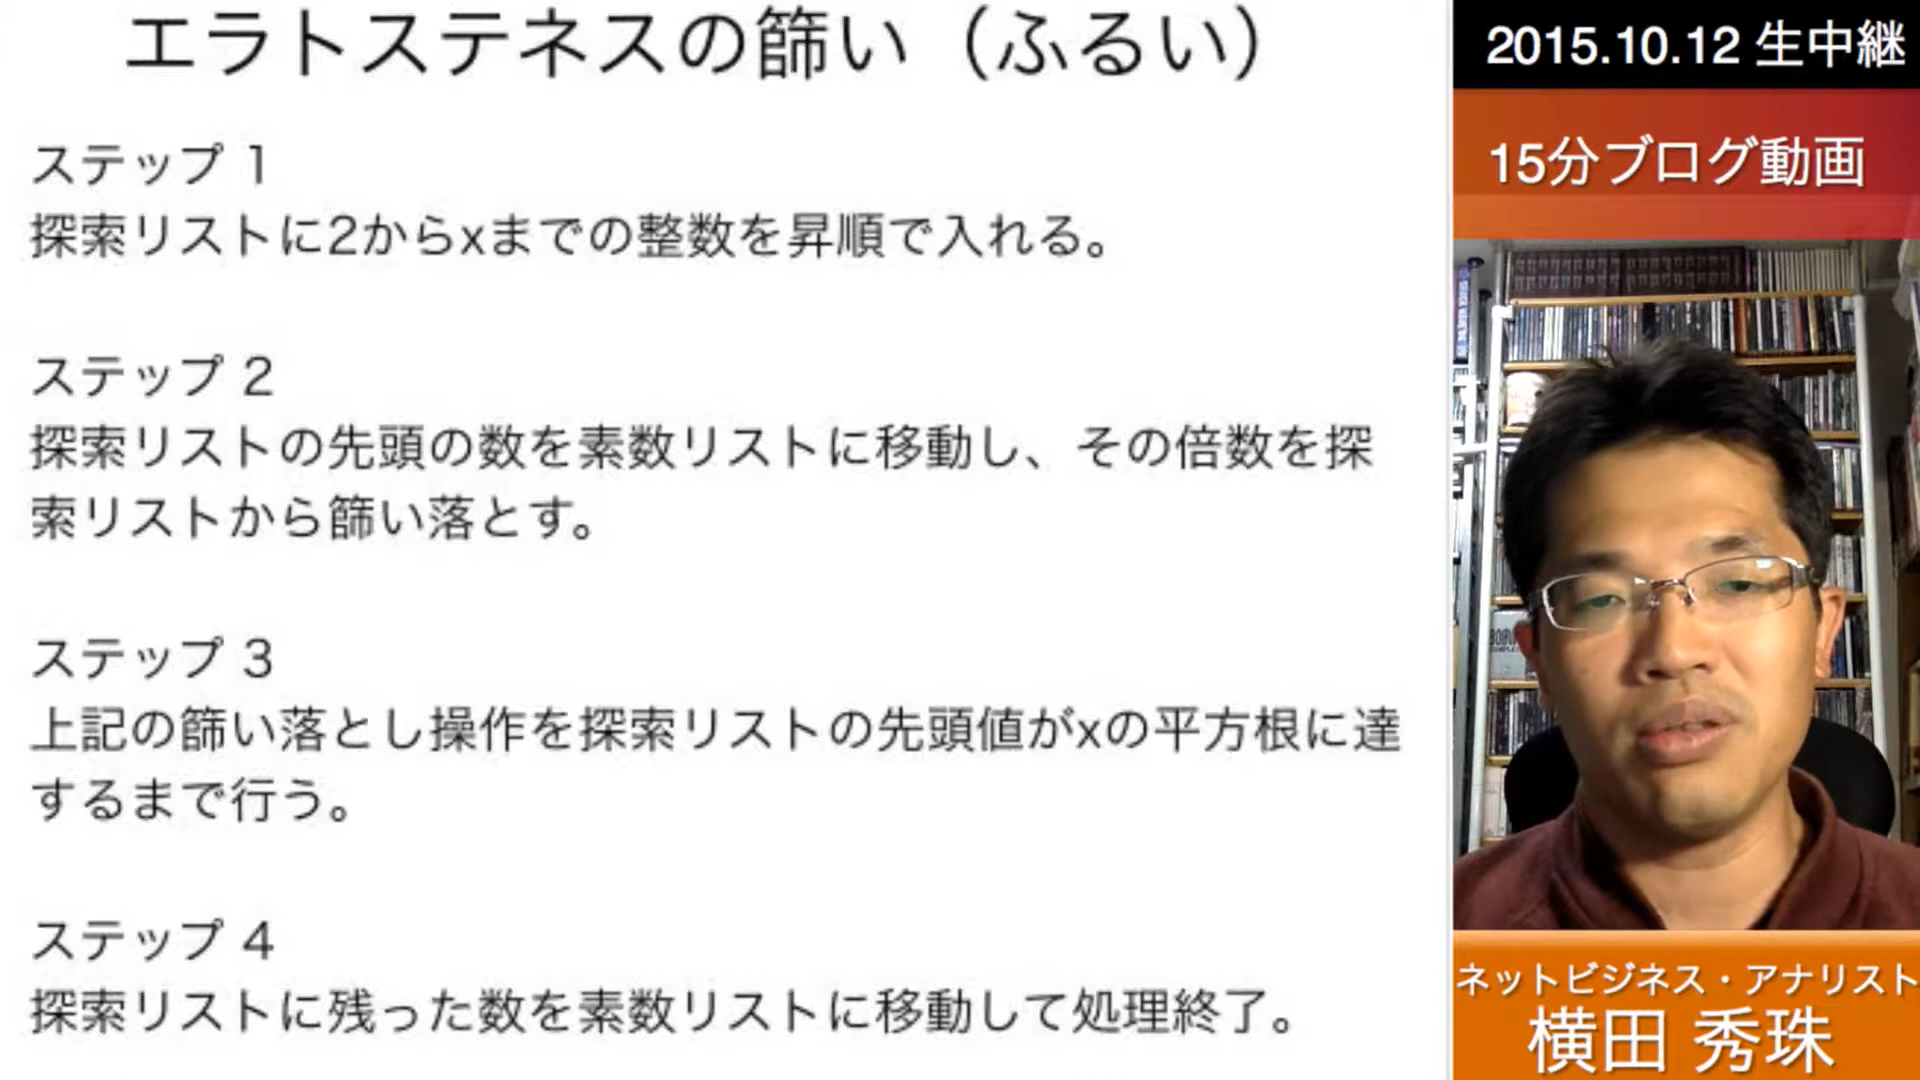 エラトステネスの篩い（ふるい）
ステップ 1
探索リストに2からxまでの整数を昇順で入れる。
ステップ 2
探索リストの先頭の数を素数リストに移動し、その倍数を探
索リストから篩い落とす。
ステップ 3
上記の篩い落とし操作を探索リストの先頭値がxの平方根に達
するまで行う。
ステップ 4
探索リストに残った数を素数リストに移動して処理終了。
2015.10.12 生中継
15分ブログ動画
ネットビジネス・アナリスト
横田 秀珠